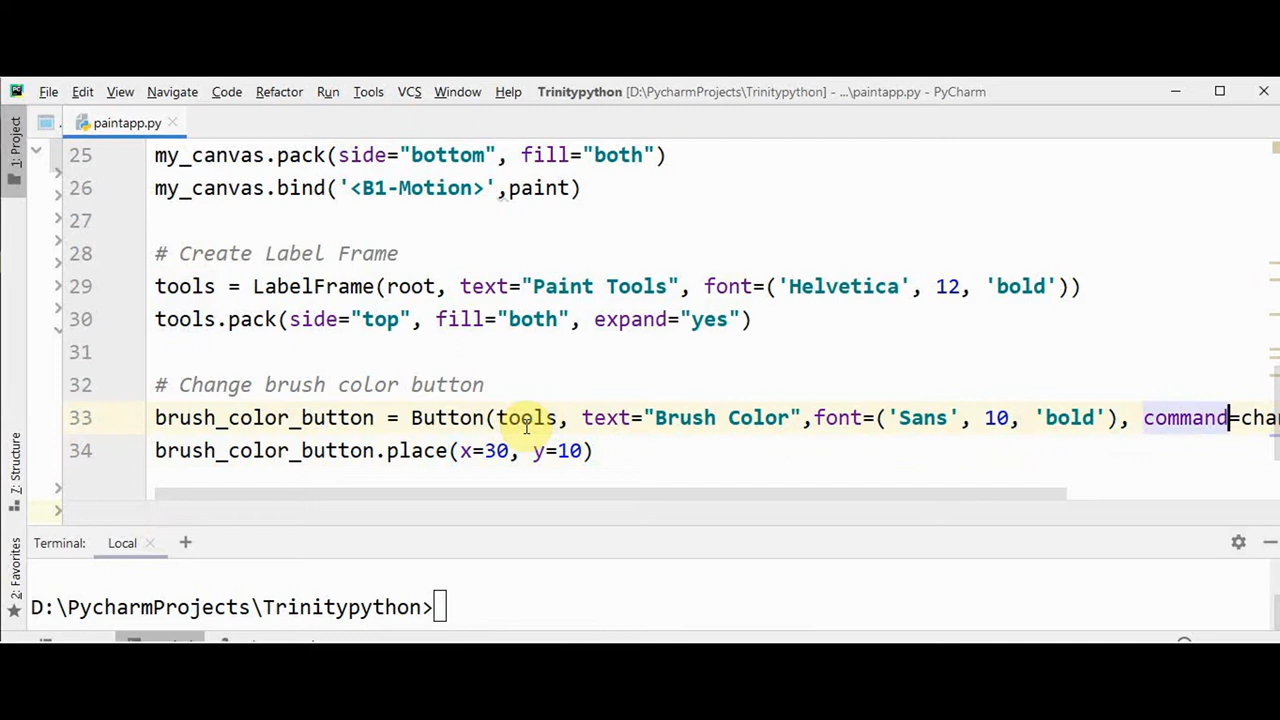 File Edit View Navigate Code Refactor Run Tools VCS Window Help Trinitypython [D:\PycharmProjects\Trinitypython] - ...\paintapp.py - PyCharm
paintapp.py
1: Project
25 my_canvas.pack(side="bottom", fill="both")
26 my_canvas.bind('<B1-Motion>',paint)
27
28 # Create Label Frame
29 tools = LabelFrame(root, text="Paint Tools", font=('Helvetica', 12, 'bold'))
30 tools.pack(side="top", fill="both", expand="yes")
31
32 # Change brush color button
33 brush_color_button = Button(tools, text="Brush Color",font=('Sans', 10, 'bold'), command=chan
34 brush_color_button.place(x=30, y=10)
7: Structure
2: Favorites
Terminal: Local
D:\PycharmProjects\Trinitypython>